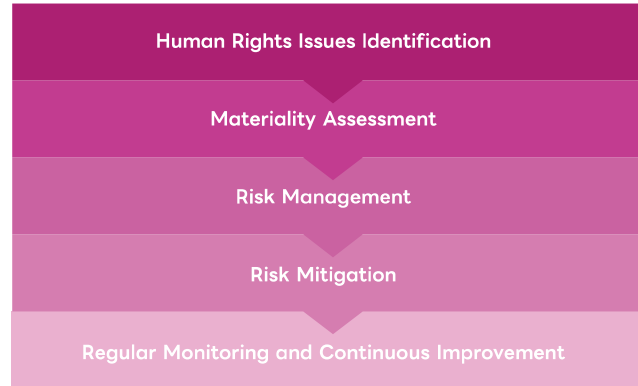 Human Rights Issues Identification
Materiality Assessment
Risk Management
Risk Mitigation
Regular Monitoring and Continuous Improvement